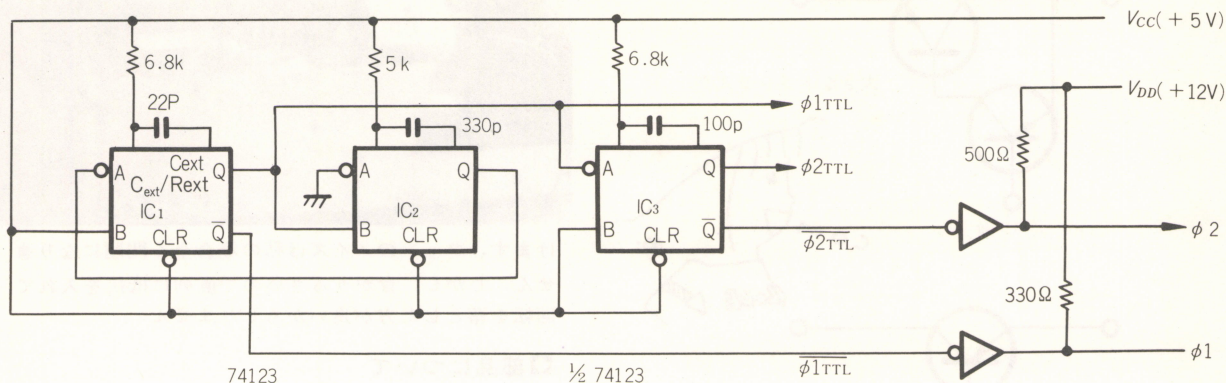 VCC(+5V)
6.8k
5k
6.8k
VDD(+12V)
22P
330p
100p
φ1TTL
500Ω
A
Cext
Q
Cext/Rext
IC1
B
CLR
Q̅
A
Q
IC2
B
CLR
A
Q
φ2TTL
IC3
B
CLR
Q̅
φ2TTL
φ2
330Ω
φ1TTL
φ1
74123
½ 74123